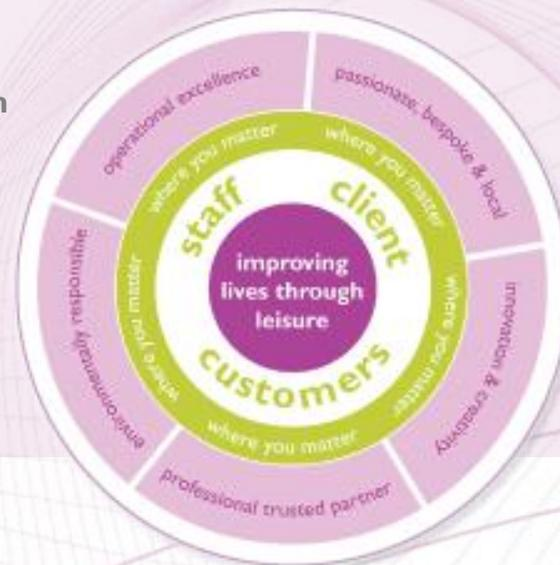 n
operational excellence
passionate, bespoke & local
innovation & creativity
professional trusted partner
environmentally responsible
where you matter
where you matter
where you matter
where you matter
where you matter
staff
client
customers
improving
lives through
leisure